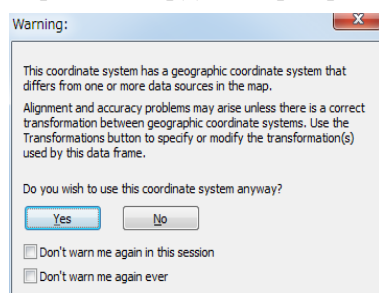 Warning:
This coordinate system has a geographic coordinate system that
differs from one or more data sources in the map.
Alignment and accuracy problems may arise unless there is a correct
transformation between geographic coordinate systems. Use the
Transformations button to specify or modify the transformation(s)
used by this data frame.
Do you wish to use this coordinate system anyway?
Yes No
Don't warn me again in this session
Don't warn me again ever